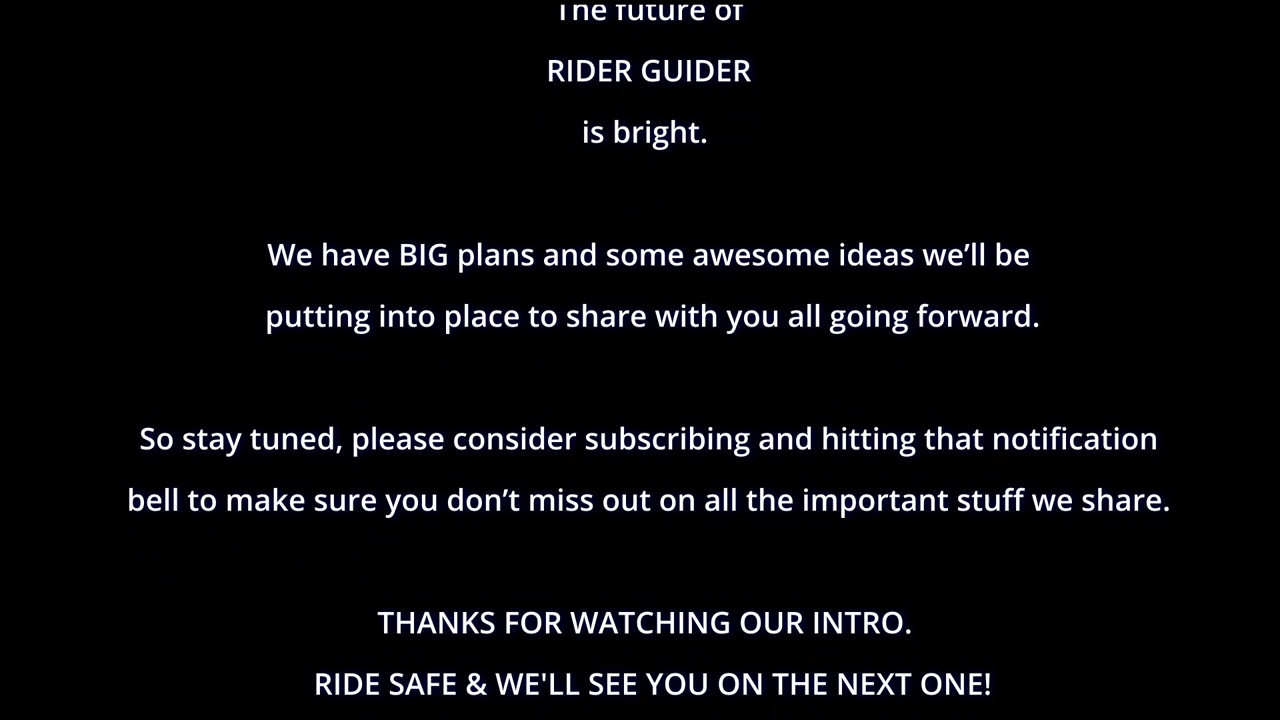 The future of
RIDER GUIDER
is bright.
We have BIG plans and some awesome ideas we’ll be
putting into place to share with you all going forward.
So stay tuned, please consider subscribing and hitting that notification
bell to make sure you don’t miss out on all the important stuff we share.
THANKS FOR WATCHING OUR INTRO.
RIDE SAFE & WE'LL SEE YOU ON THE NEXT ONE!